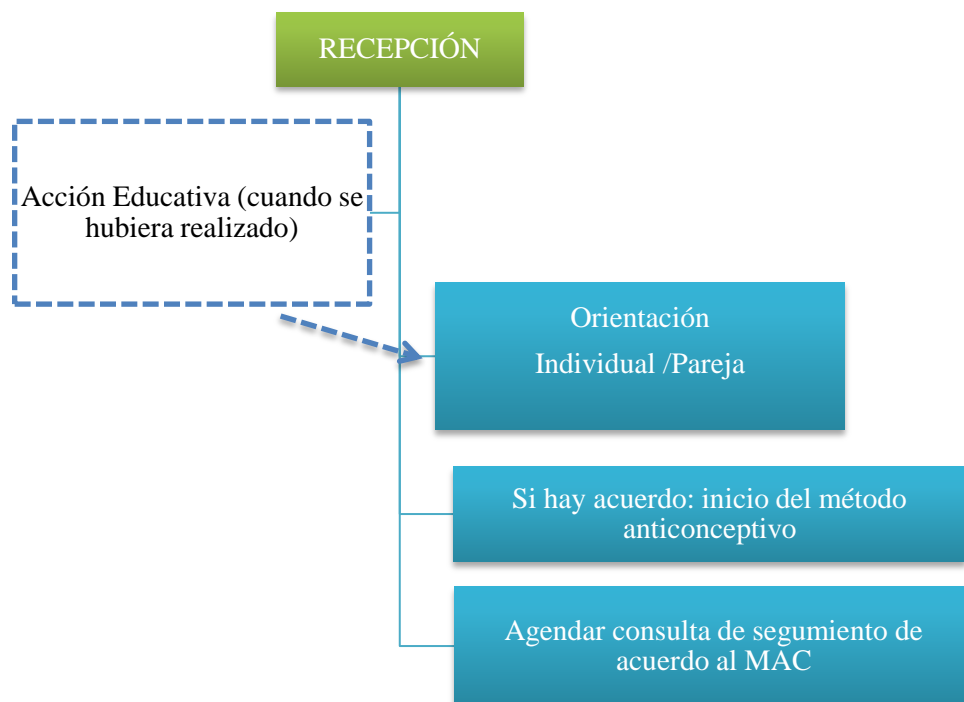 RECEPCIÓN
Acción Educativa (cuando se
hubiera realizado)
Orientación
Individual /Pareja
Si hay acuerdo: inicio del método
anticonceptivo
Agendar consulta de segumiento de
acuerdo al MAC